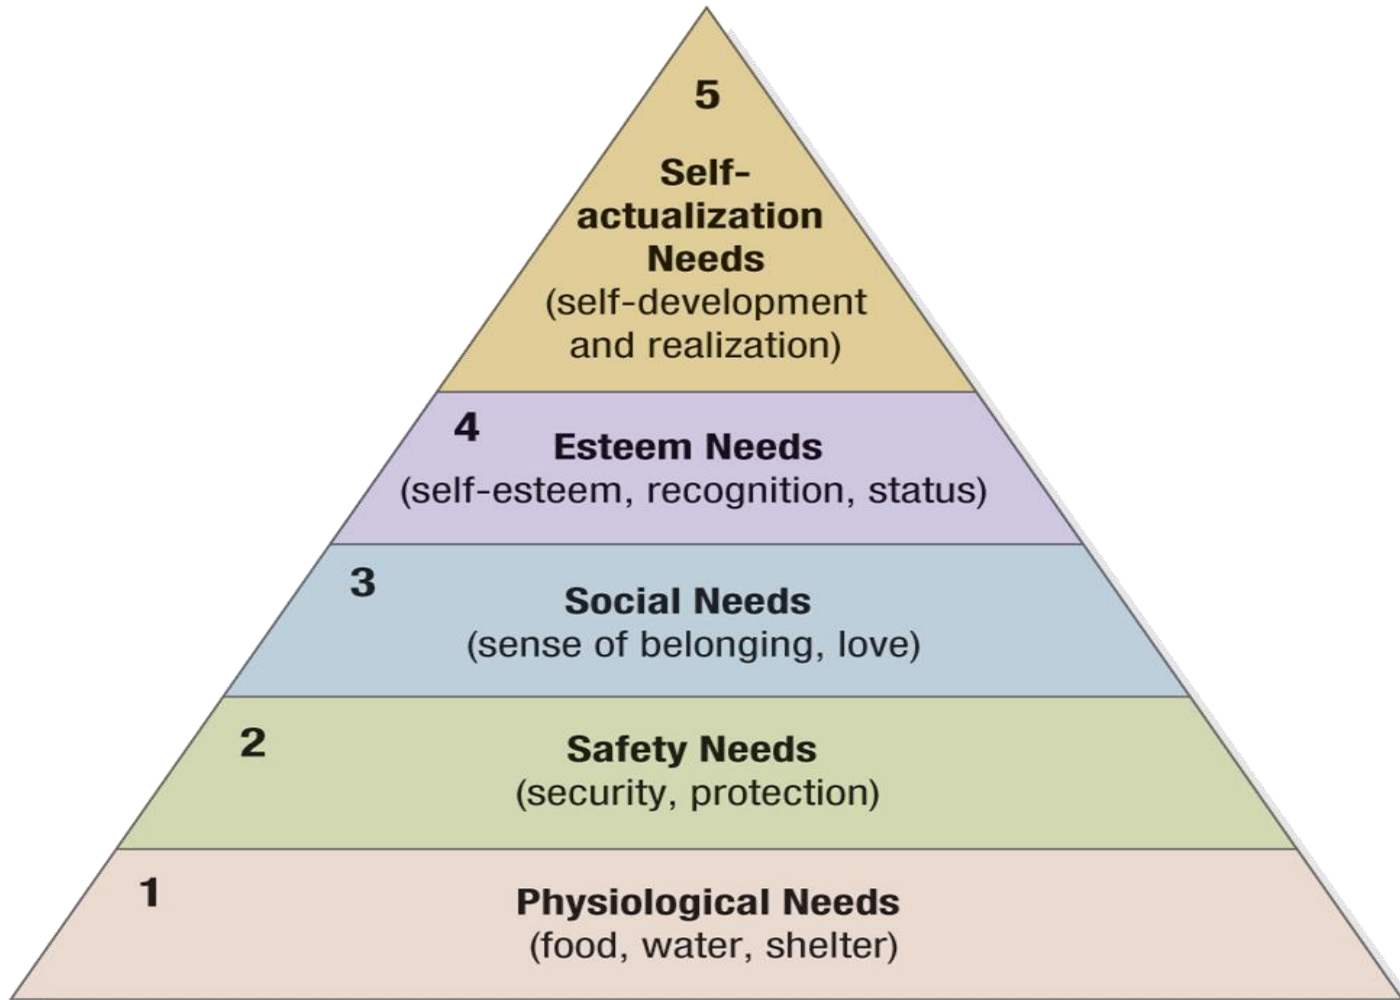 5
Self-
actualization
Needs
(self-development
and realization)
4
Esteem Needs
(self-esteem, recognition, status)
3
Social Needs
(sense of belonging, love)
2
Safety Needs
(security, protection)
1
Physiological Needs
(food, water, shelter)